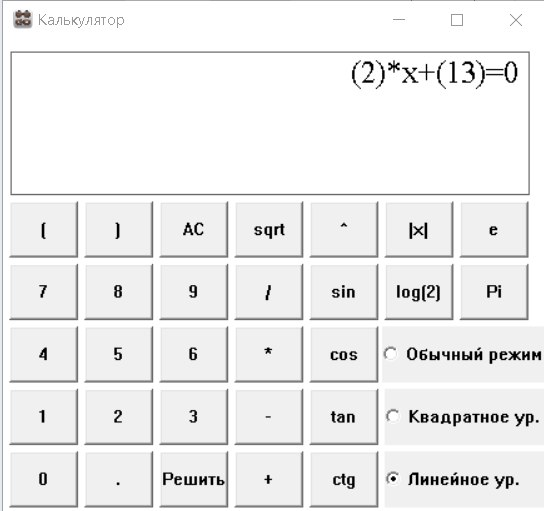 Калькулятор
(2)*x+(13)=0
( ) AC sqrt ^ |x| e
7 8 9 / sin log(2) Pi
4 5 6 * cos Обычный режим
1 2 3 - tan Квадратное ур.
0 . Решить + ctg Линейное ур.